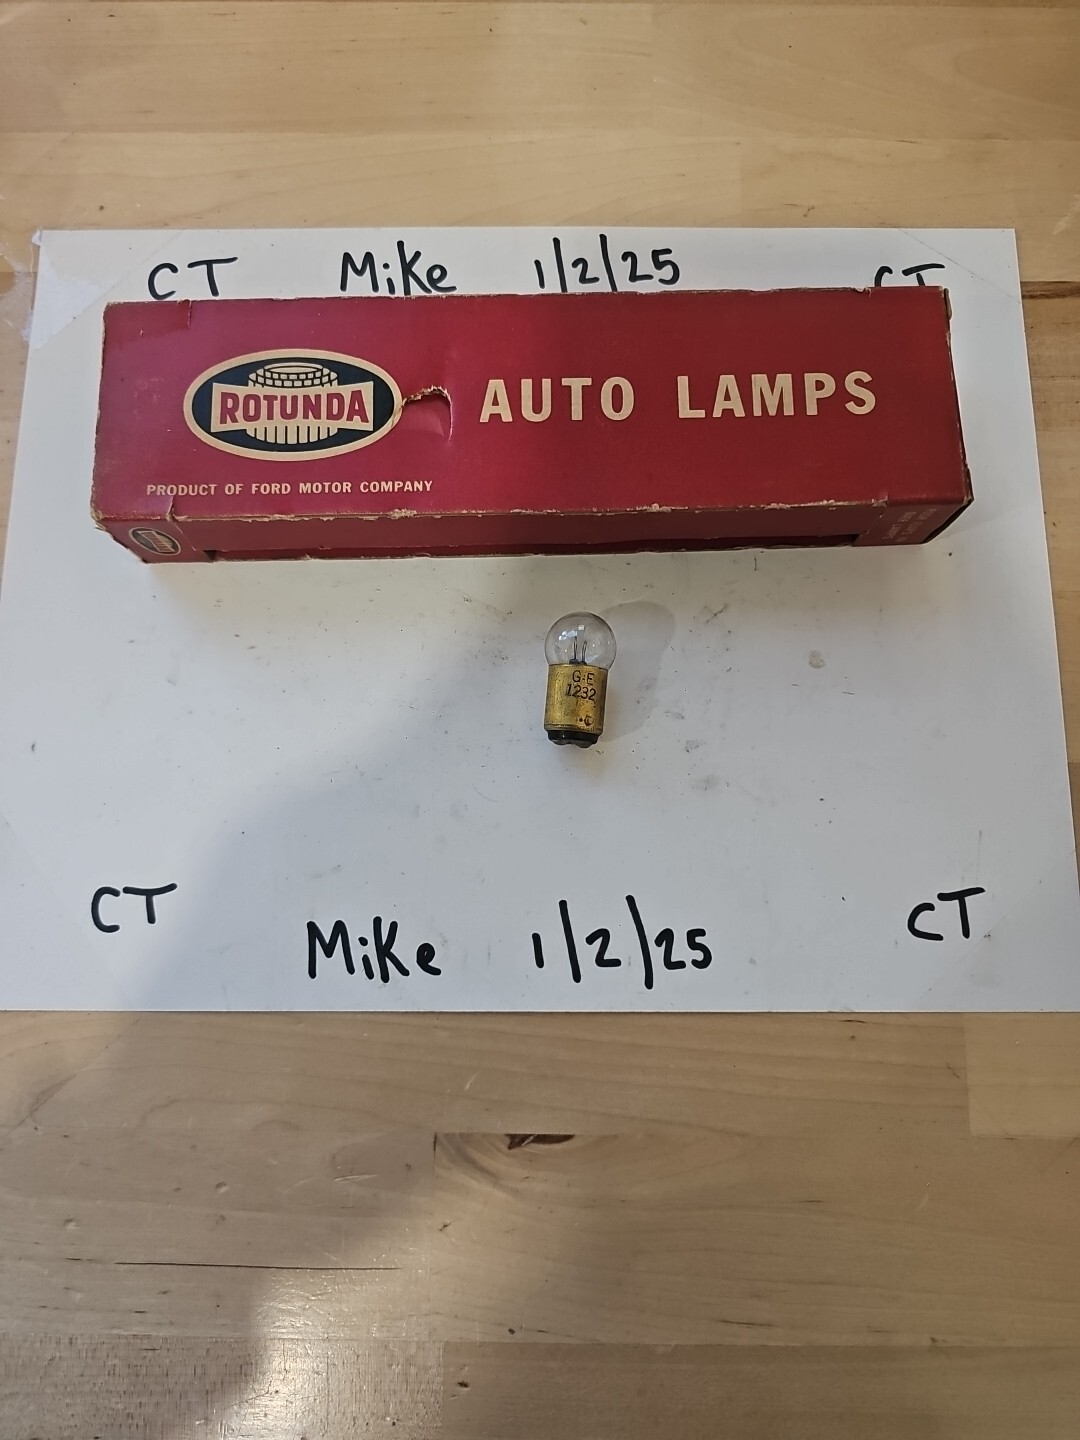 CT Mike 1/2/25 CT
ROTUNDA
AUTO LAMPS
PRODUCT OF FORD MOTOR COMPANY
G-E
1232
CT CT
Mike 1/2/25